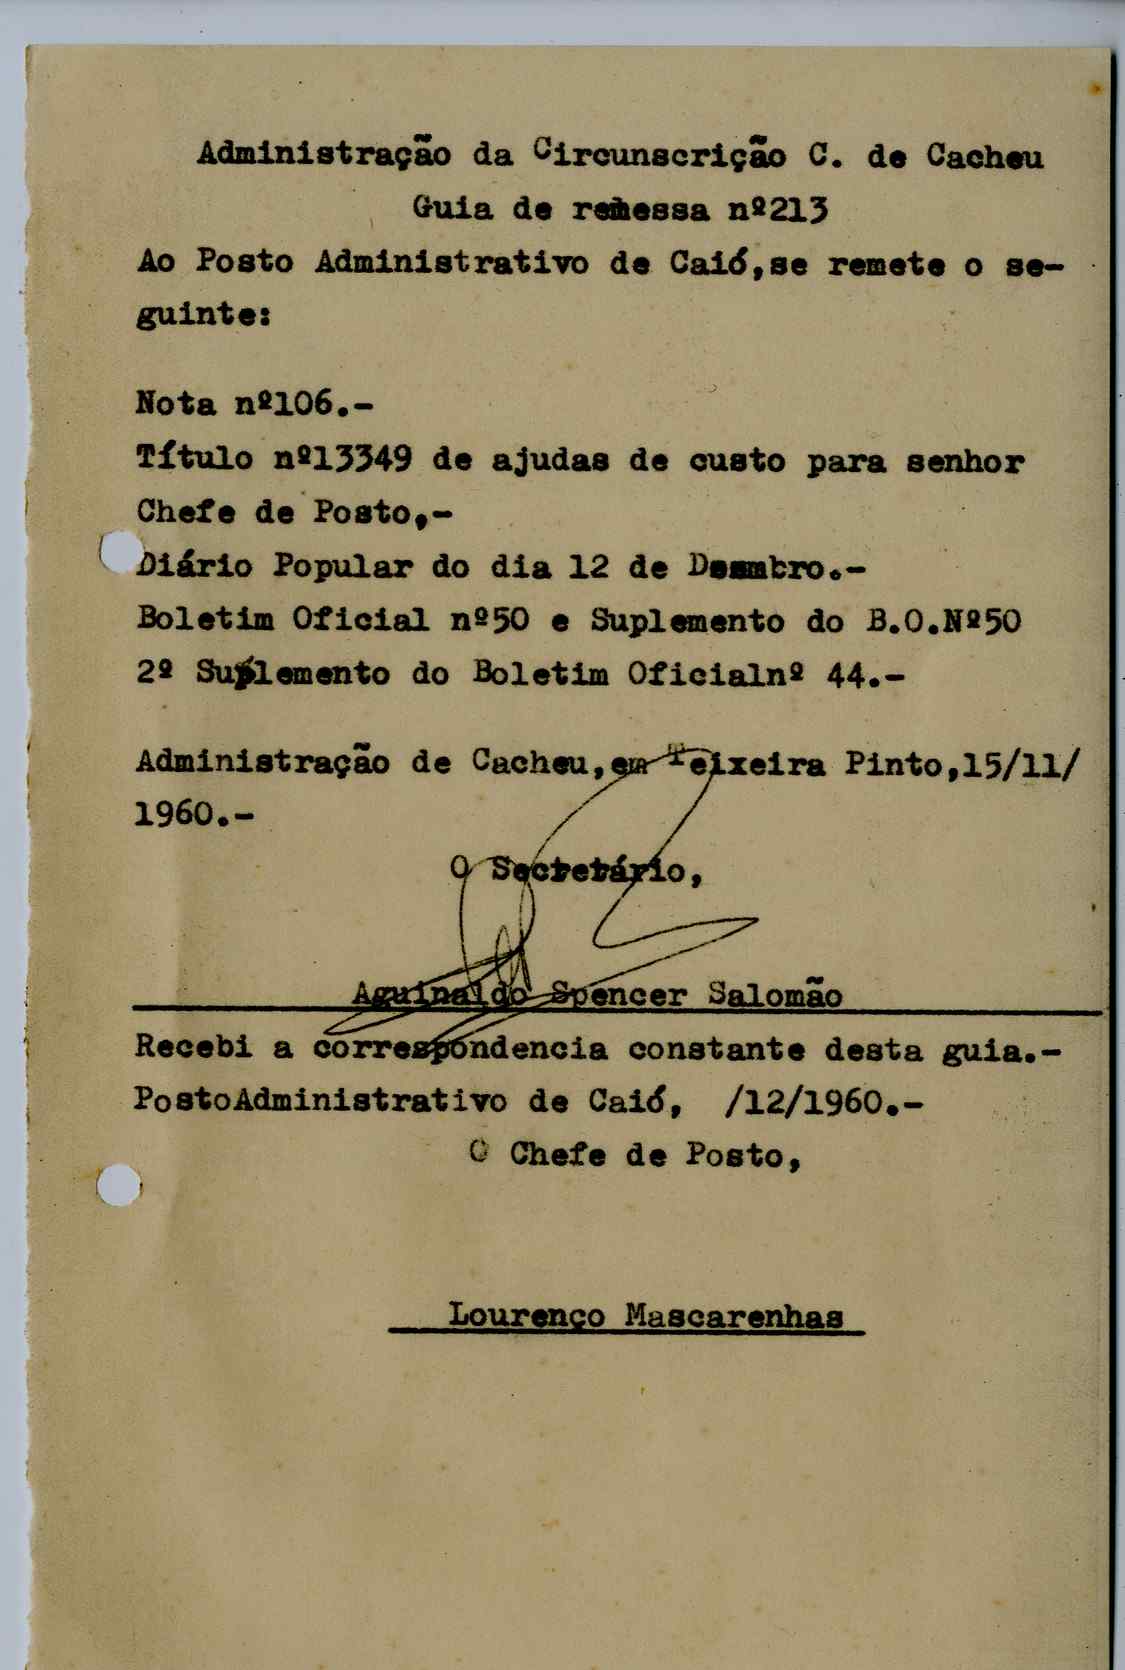 Administração da Circunscrição C. de Cacheu
Guia de remessa nº213
Ao Posto Administrativo de Caió,se remete o se-
guinte:
Nota nº106.-
Título nº13349 de ajudas de custo para senhor
Chefe de Posto,-
Diário Popular do dia 12 de Desmbro.-
Boletim Oficial nº50 e Suplemento do B.O.Nº50
2º Suplemento do Boletim Oficialnº 44.-
Administração de Cacheu,em Teixeira Pinto,15/11/
1960.-
O Secretário,
Aguinaldo Spencer Salomão
Recebi a correspondencia constante desta guia.-
PostoAdministrativo de Caió, /12/1960.-
O Chefe de Posto,
Lourenço Mascarenhas